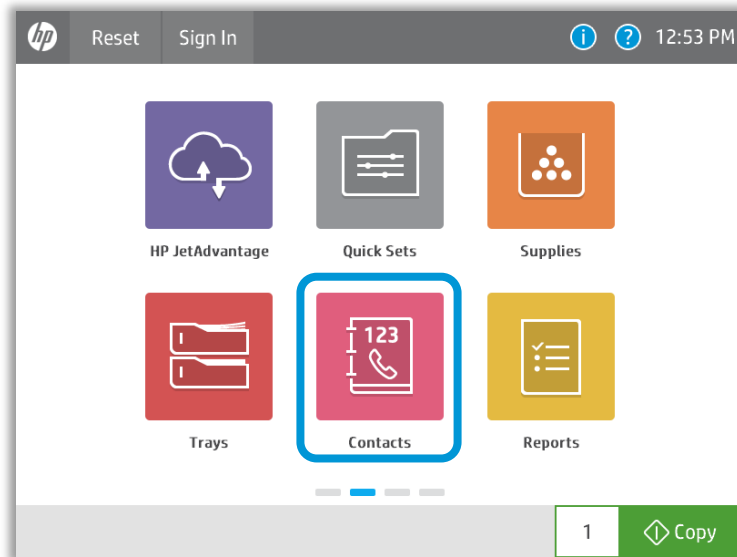 hp Reset Sign In i ? 12:53 PM
HP JetAdvantage Quick Sets Supplies
123
Trays Contacts Reports
1 Copy